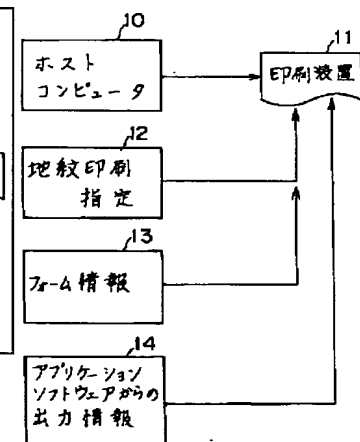 10
ホスト
コンピュータ
11
印刷装置
12
地紋印刷
指定
13
フォーム情報
14
アプリケーション
ソフトウェアからの
出力情報